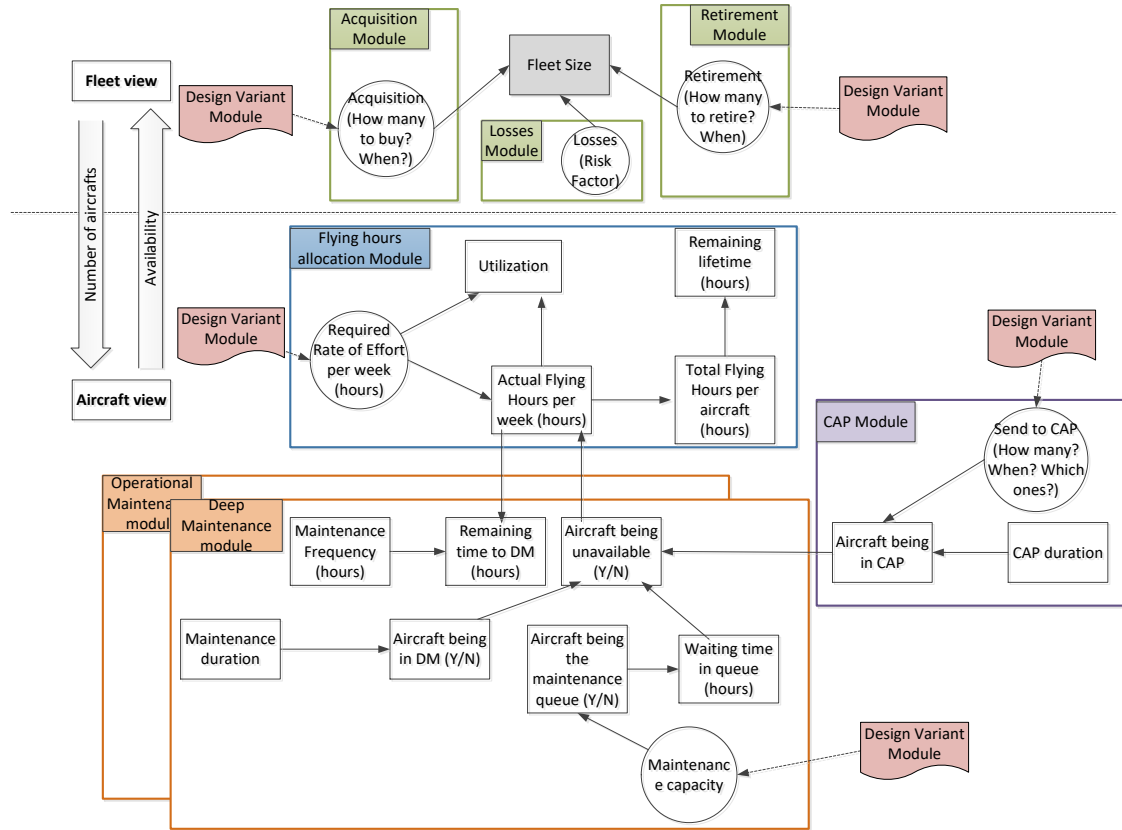 Acquisition
Module
Retirement
Module
Fleet view
Fleet Size
Design Variant
Module
Acquisition
(How many
to buy?
When?)
Retirement
(How many
to retire?
When)
Design Variant
Module
Losses
Module
Losses
(Risk
Factor)
Number of aircrafts
Availability
Flying hours
allocation Module
Utilization
Remaining
lifetime
(hours)
Design Variant
Module
Required
Rate of Effort
per week
(hours)
Design Variant
Module
Aircraft view
Actual Flying
Hours per
week (hours)
Total Flying
Hours per
aircraft
(hours)
CAP Module
Send to CAP
(How many?
When? Which
ones?)
Operational
Maintenan
modul
Deep
Maintenance
module
Maintenance
Frequency
(hours)
Remaining
time to DM
(hours)
Aircraft being
unavailable
(Y/N)
Aircraft being
in CAP
CAP duration
Maintenance
duration
Aircraft being
in DM (Y/N)
Aircraft being
the
maintenance
queue (Y/N)
Waiting time
in queue
(hours)
Maintenanc
e capacity
Design Variant
Module